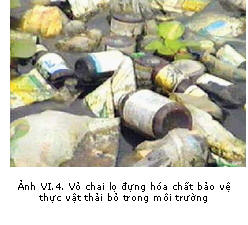 Ảnh VI.4. Vỏ chai lọ đựng hóa chất bảo vệ
thực vật thải bỏ trong môi trường